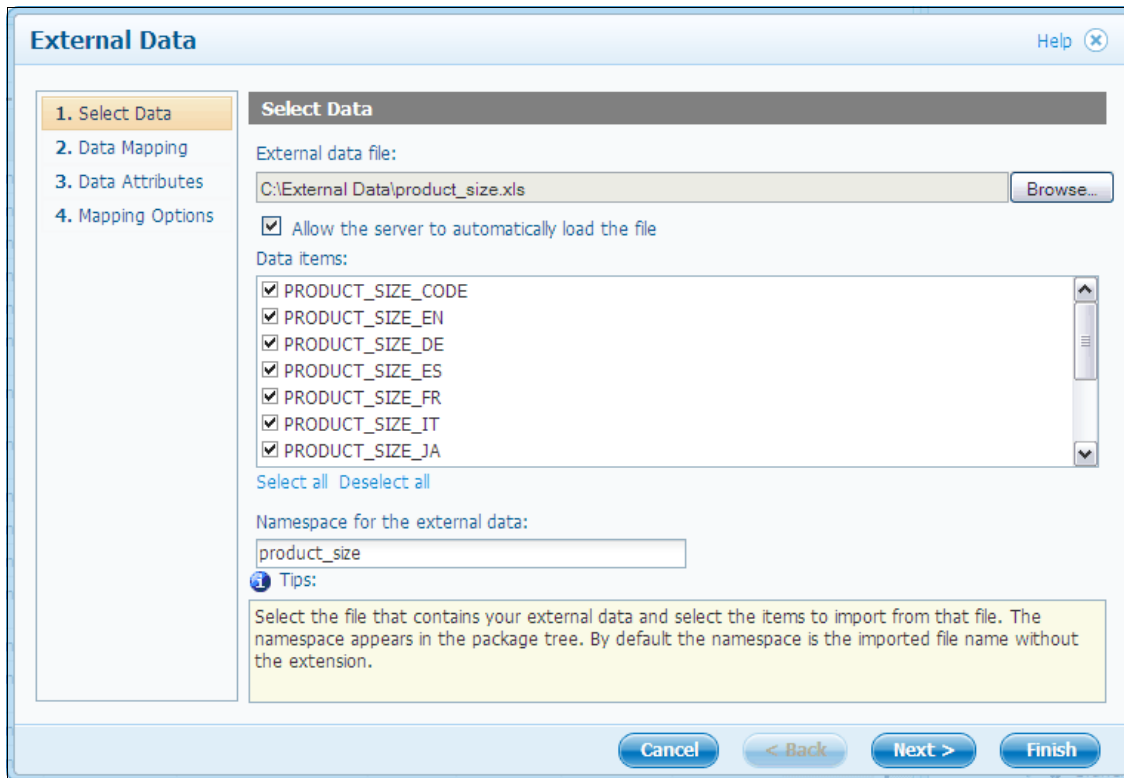 External Data
Help
1. Select Data
2. Data Mapping
3. Data Attributes
4. Mapping Options
Select Data
External data file:
C:\External Data\product_size.xls
Browse...
Allow the server to automatically load the file
Data items:
PRODUCT_SIZE_CODE
PRODUCT_SIZE_EN
PRODUCT_SIZE_DE
PRODUCT_SIZE_ES
PRODUCT_SIZE_FR
PRODUCT_SIZE_IT
PRODUCT_SIZE_JA
Select all Deselect all
Namespace for the external data:
product_size
Tips:
Select the file that contains your external data and select the items to import from that file. The
namespace appears in the package tree. By default the namespace is the imported file name without
the extension.
Cancel
< Back
Next >
Finish